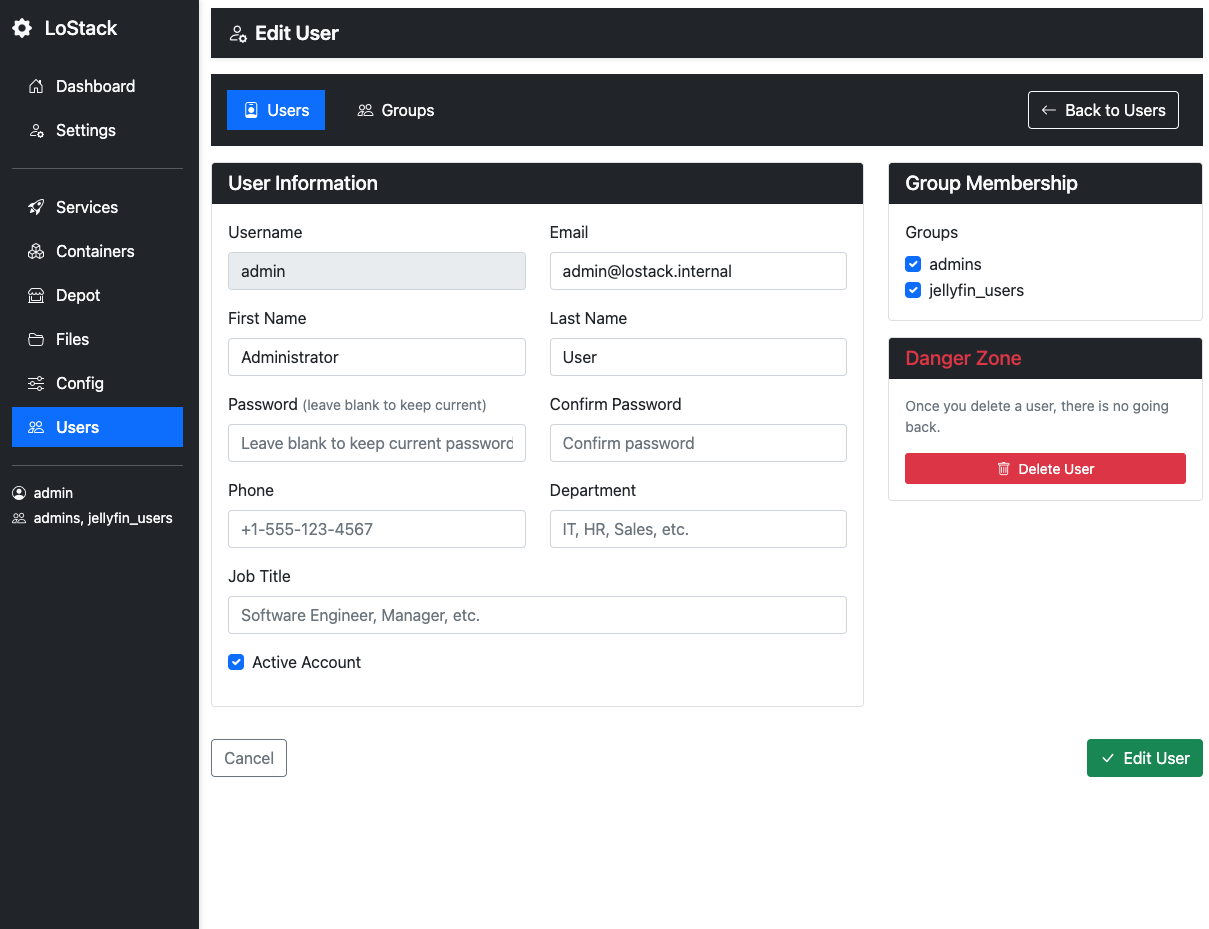 LoStack
Dashboard
Settings
Services
Containers
Depot
Files
Config
Users
admin
admins, jellyfin_users
Edit User
Users
Groups
Back to Users
User Information
Username
Email
admin
admin@lostack.internal
First Name
Last Name
Administrator
User
Password (leave blank to keep current)
Confirm Password
Leave blank to keep current password
Confirm password
Phone
Department
+1-555-123-4567
IT, HR, Sales, etc.
Job Title
Software Engineer, Manager, etc.
Active Account
Group Membership
Groups
admins
jellyfin_users
Danger Zone
Once you delete a user, there is no going
back.
Delete User
Cancel
Edit User